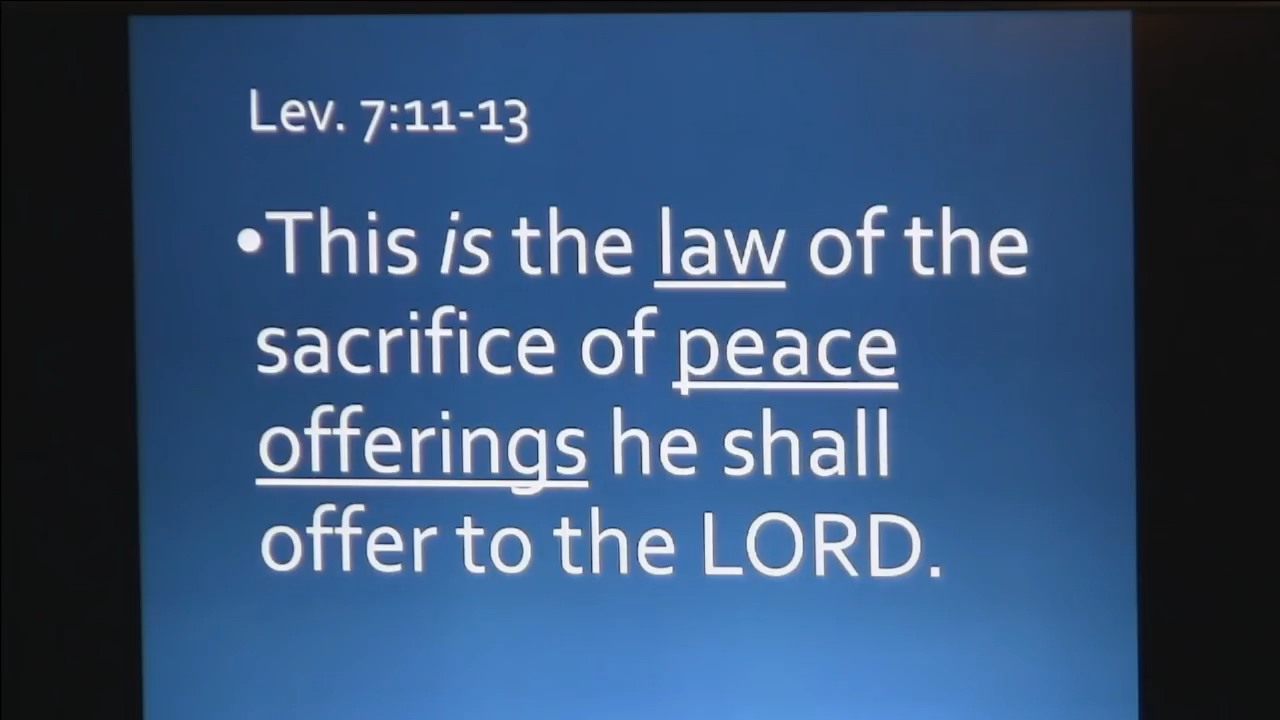 Lev. 7:11-13
•This is the law of the
sacrifice of peace
offerings he shall
offer to the LORD.